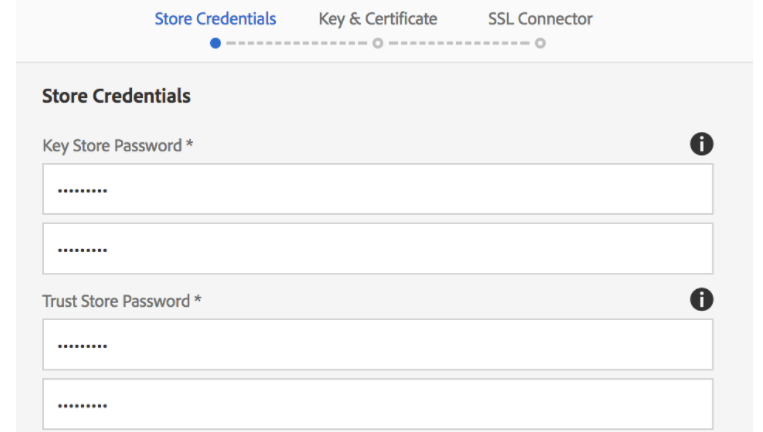 Store Credentials Key & Certificate SSL Connector
Store Credentials
Key Store Password *
•••••••••
•••••••••
Trust Store Password *
•••••••••
•••••••••